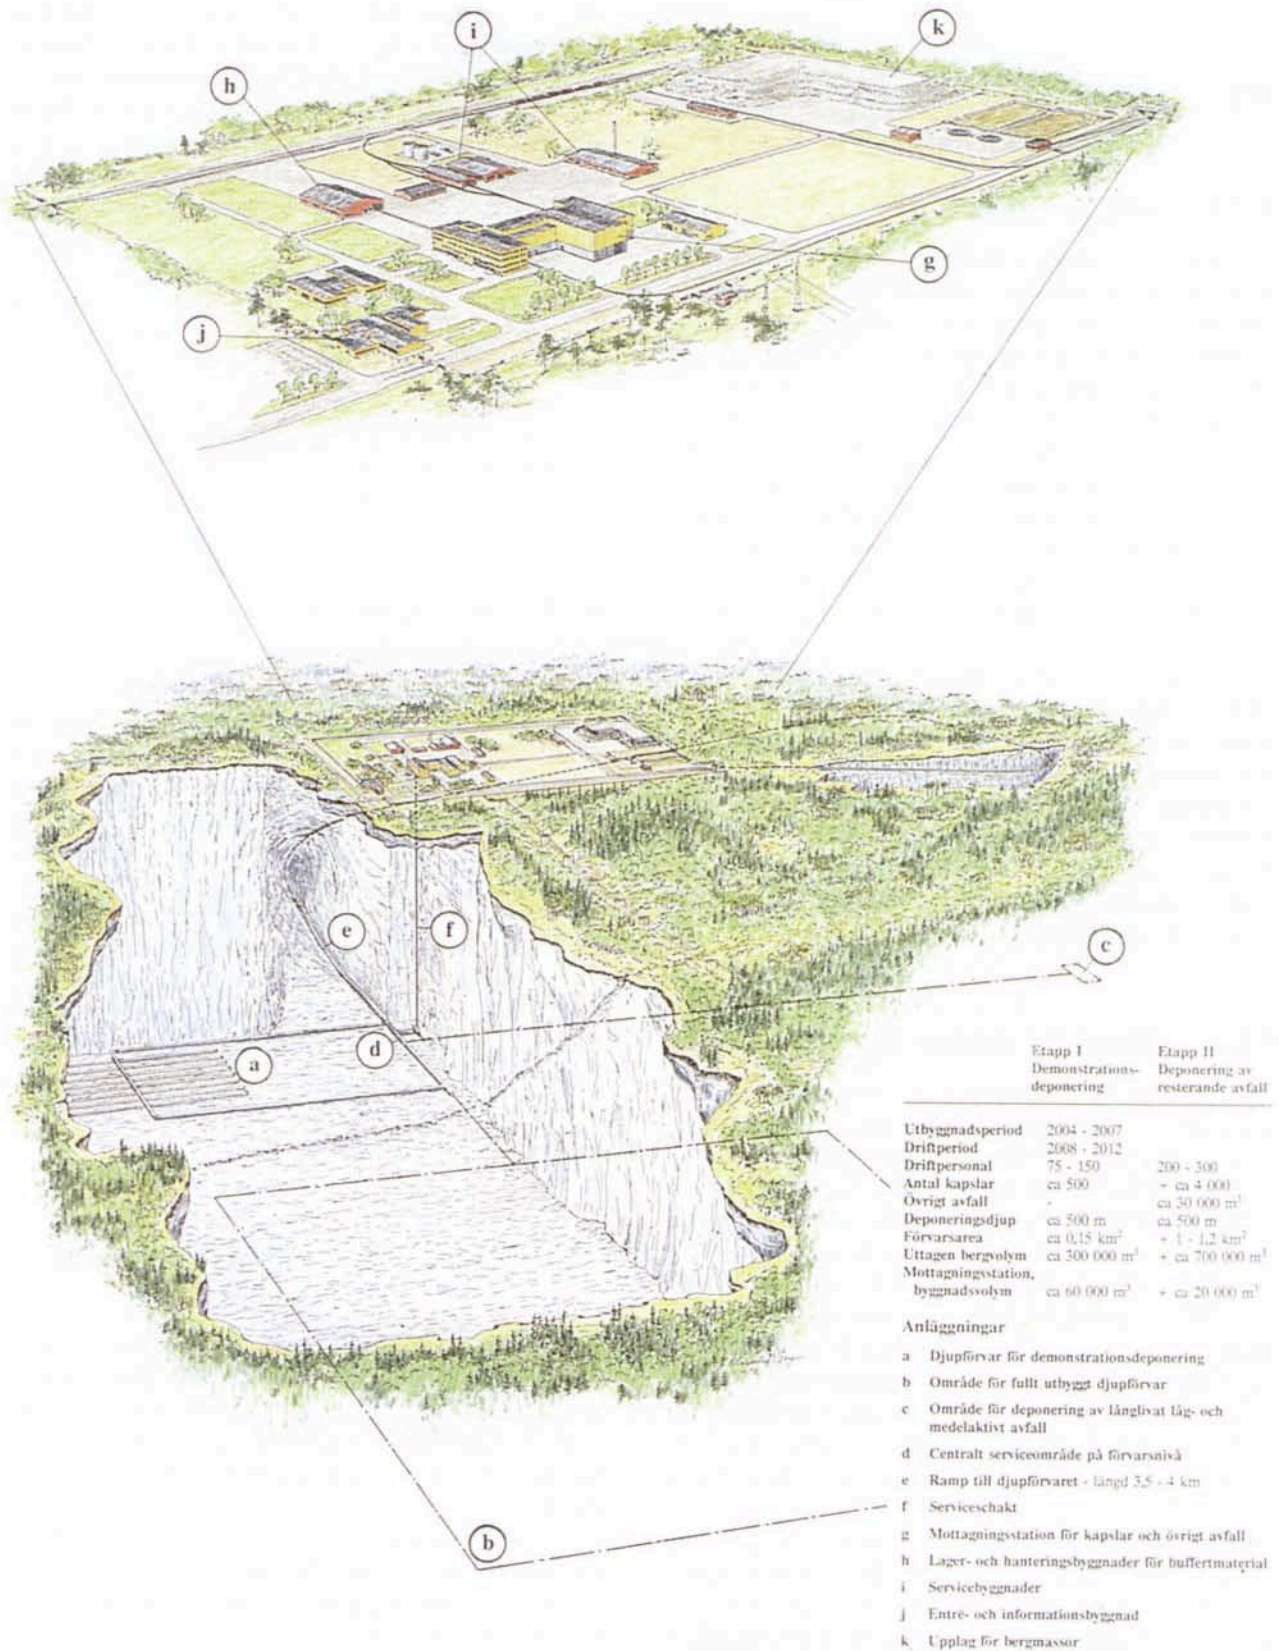 k
i
h
g
j
e
f
c
d
a
Etapp I Etapp II
Demonstrations- Deponering av
deponering resterande avfall
Utbyggnadsperiod 2004 - 2007
Driftperiod 2008 - 2012
Driftpersonal 75 - 150 200 - 300
Antal kapslar ca 500 + ca 4 000
Övrigt avfall - ca 30 000 m³
Deponeringsdjup ca 500 m ca 500 m
Förvarsarea ca 0,15 km² + 1 - 1,2 km²
Uttagen bergvolym ca 300 000 m³ + ca 700 000 m³
Mottagningsstation,
byggnadsvolym ca 60 000 m³ + ca 20 000 m³
Anläggningar
a Djupförvar för demonstrationsdeponering
b Område för fullt utbyggt djupförvar
c Område för deponering av långlivat låg- och
medelaktivt avfall
d Centralt serviceområde på förvarsnivå
e Ramp till djupförvaret - längd 3,5 - 4 km
f Serviceschakt
g Mottagningsstation för kapslar och övrigt avfall
h Lager- och hanteringsbyggnader för buffertmaterial
i Servicebyggnader
j Entré- och informationsbyggnad
k Upplag för bergmassor
b